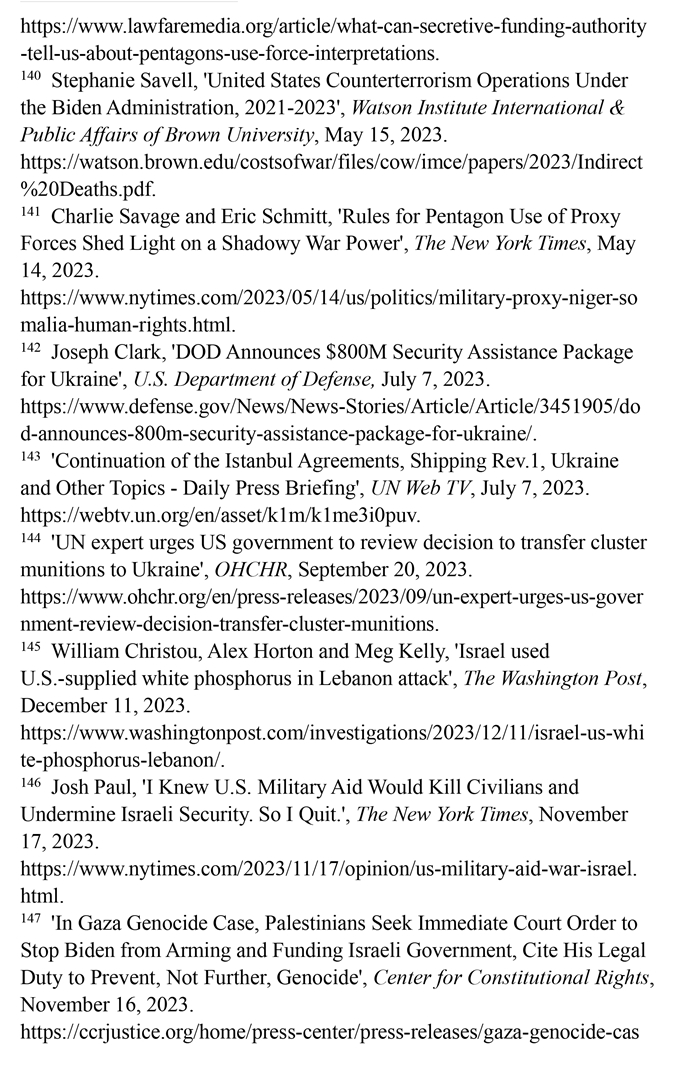 https://www.lawfaremedia.org/article/what-can-secretive-funding-authority
-tell-us-about-pentagons-use-force-interpretations.
140 Stephanie Savell, 'United States Counterterrorism Operations Under
the Biden Administration, 2021-2023', Watson Institute International &
Public Affairs of Brown University, May 15, 2023.
https://watson.brown.edu/costsofwar/files/cow/imce/papers/2023/Indirect
%20Deaths.pdf.
141 Charlie Savage and Eric Schmitt, 'Rules for Pentagon Use of Proxy
Forces Shed Light on a Shadowy War Power', The New York Times, May
14, 2023.
https://www.nytimes.com/2023/05/14/us/politics/military-proxy-niger-so
malia-human-rights.html.
142 Joseph Clark, 'DOD Announces $800M Security Assistance Package
for Ukraine', U.S. Department of Defense, July 7, 2023.
https://www.defense.gov/News/News-Stories/Article/Article/3451905/do
d-announces-800m-security-assistance-package-for-ukraine/.
143 'Continuation of the Istanbul Agreements, Shipping Rev.1, Ukraine
and Other Topics - Daily Press Briefing', UN Web TV, July 7, 2023.
https://webtv.un.org/en/asset/k1m/k1me3i0puv.
144 'UN expert urges US government to review decision to transfer cluster
munitions to Ukraine', OHCHR, September 20, 2023.
https://www.ohchr.org/en/press-releases/2023/09/un-expert-urges-us-gover
nment-review-decision-transfer-cluster-munitions.
145 William Christou, Alex Horton and Meg Kelly, 'Israel used
U.S.-supplied white phosphorus in Lebanon attack', The Washington Post,
December 11, 2023.
https://www.washingtonpost.com/investigations/2023/12/11/israel-us-whi
te-phosphorus-lebanon/.
146 Josh Paul, 'I Knew U.S. Military Aid Would Kill Civilians and
Undermine Israeli Security. So I Quit.', The New York Times, November
17, 2023.
https://www.nytimes.com/2023/11/17/opinion/us-military-aid-war-israel.
html.
147 'In Gaza Genocide Case, Palestinians Seek Immediate Court Order to
Stop Biden from Arming and Funding Israeli Government, Cite His Legal
Duty to Prevent, Not Further, Genocide', Center for Constitutional Rights,
November 16, 2023.
https://ccrjustice.org/home/press-center/press-releases/gaza-genocide-cas